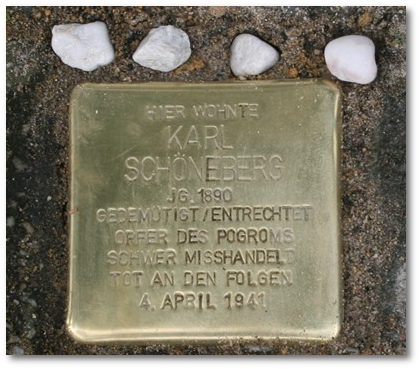 HIER WOHNTE
KARL
SCHÖNEBERG
JG. 1890
GEDEMÜTIGT/ENTRECHTET
OPFER DES POGROMS
SCHWER MISSHANDELT
TOT AN DEN FOLGEN
4. APRIL 1941